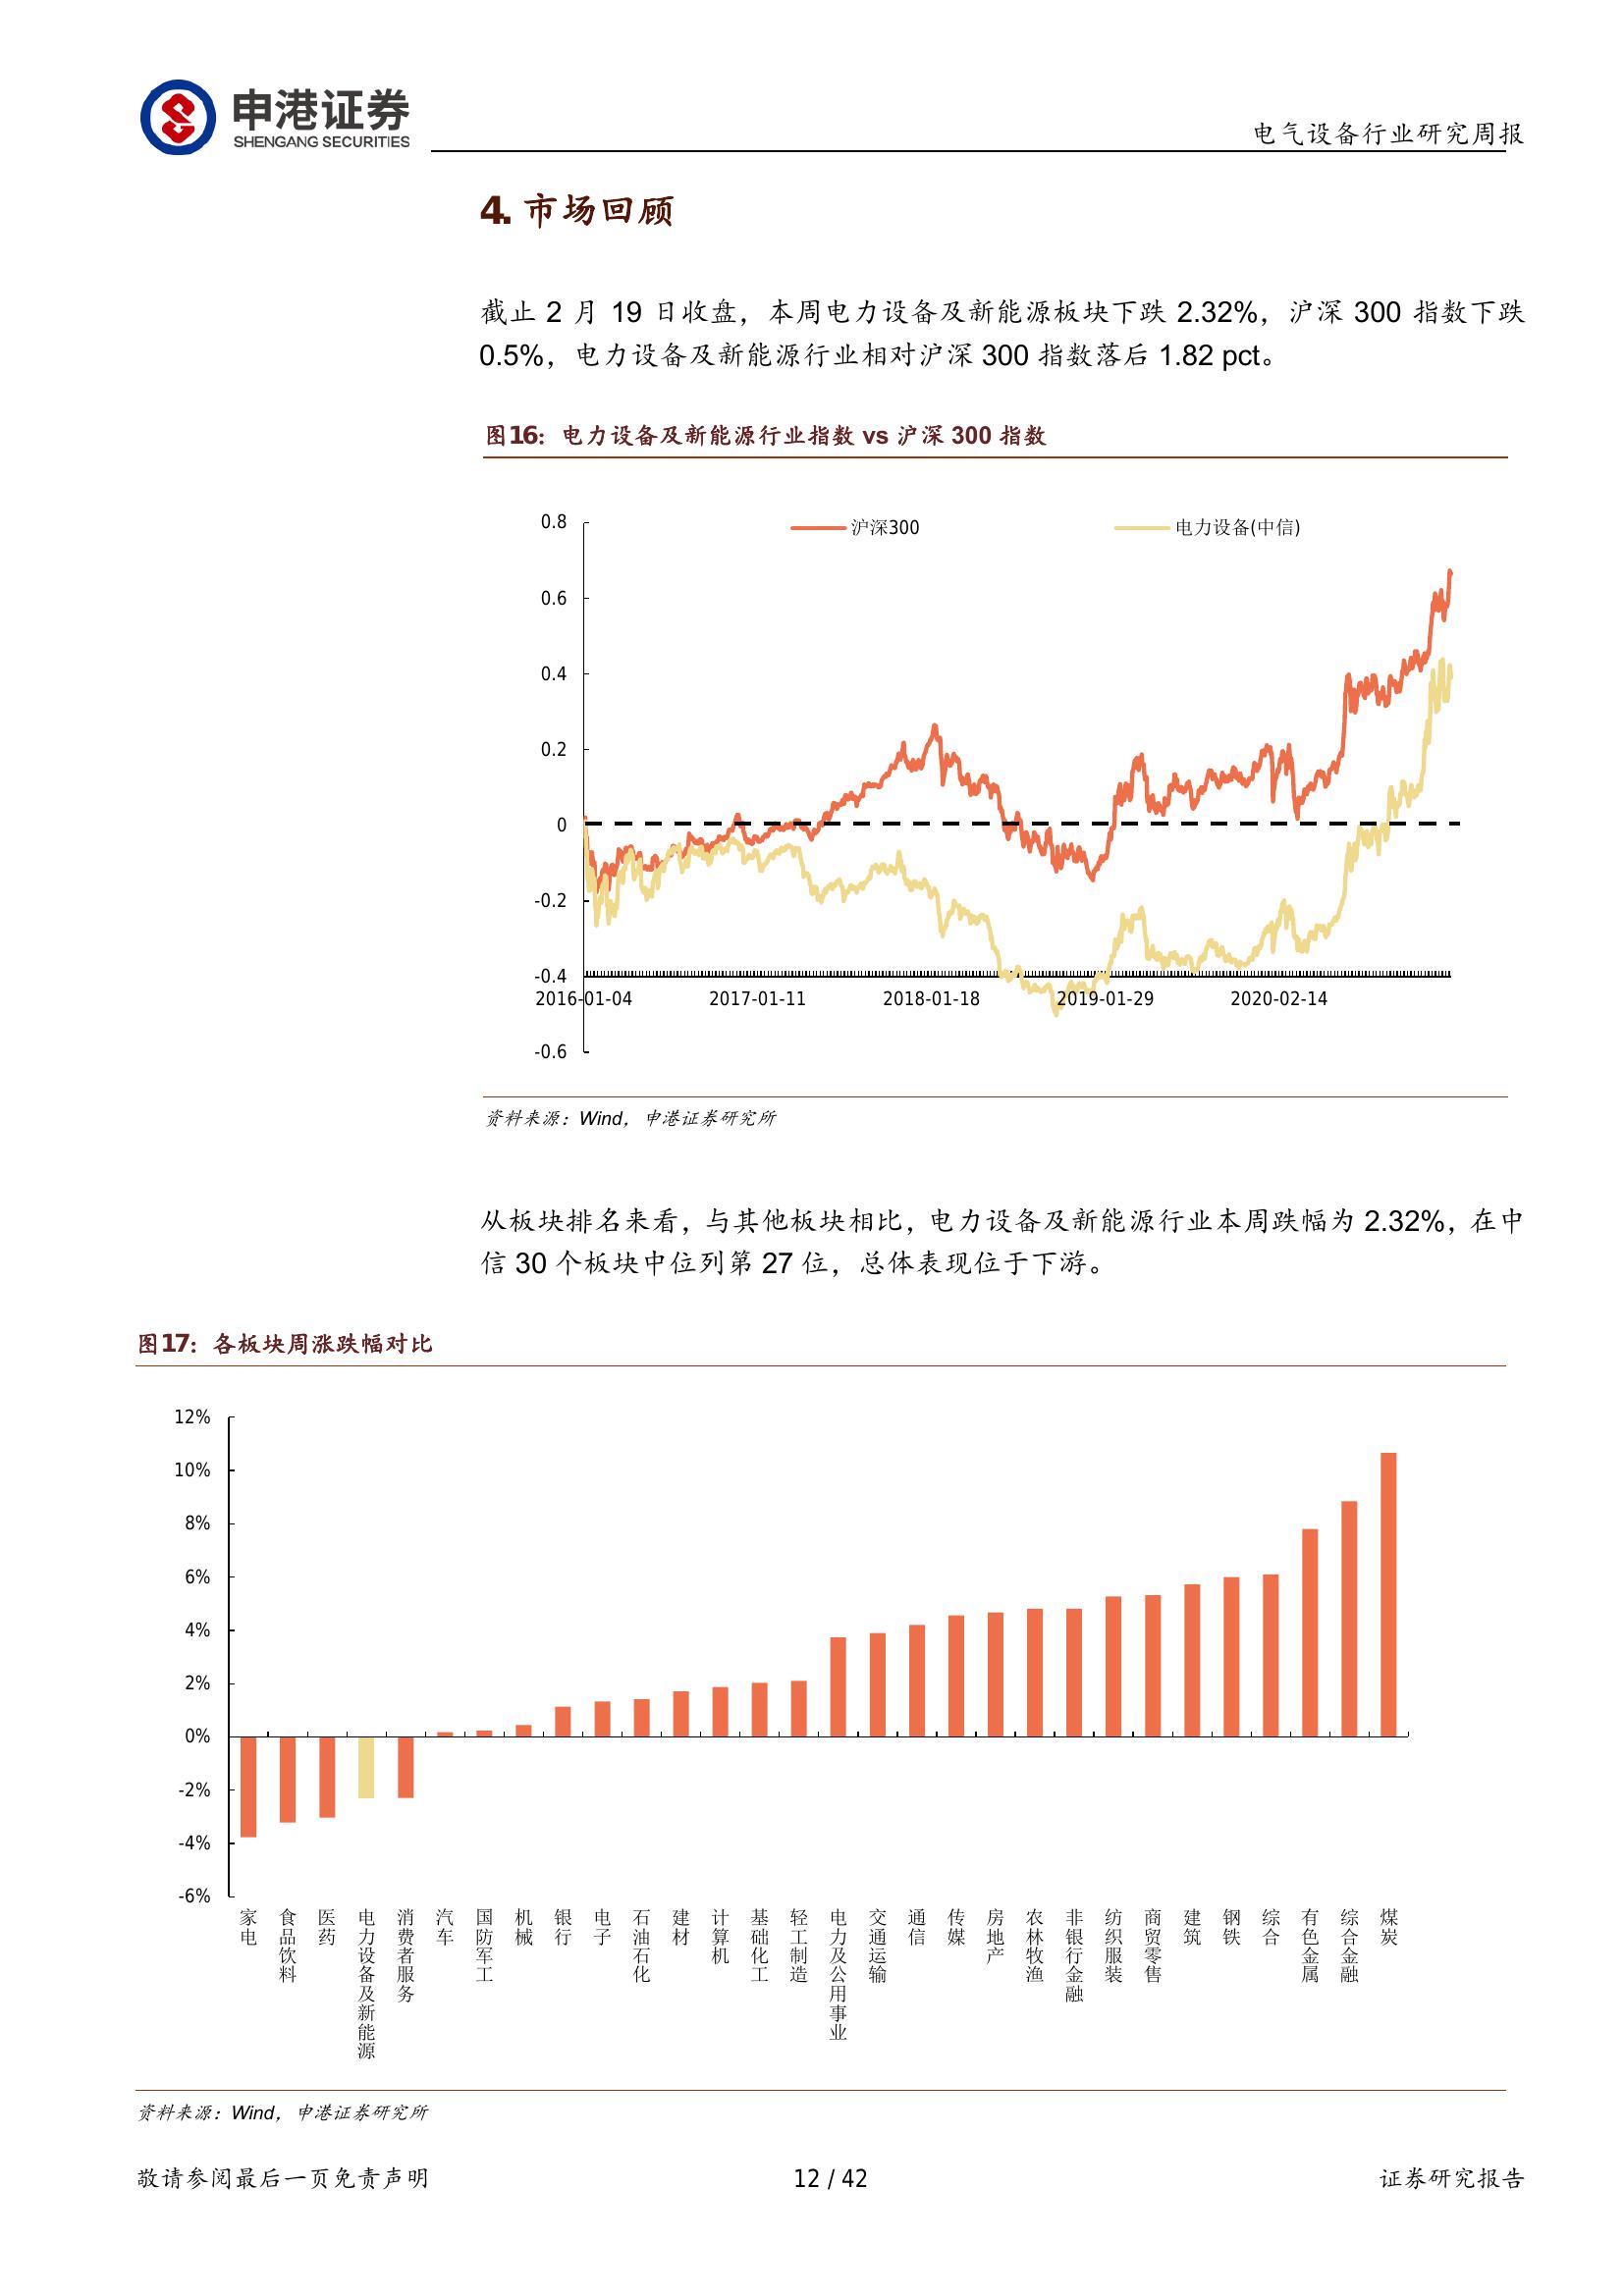 申港证券
SHENGANG SECURITIES
电气设备行业研究周报
4. 市场回顾
截止 2 月 19 日收盘，本周电力设备及新能源板块下跌 2.32%，沪深 300 指数下跌
0.5%，电力设备及新能源行业相对沪深 300 指数落后 1.82 pct。
图16：电力设备及新能源行业指数 vs 沪深 300 指数
沪深300
电力设备(中信)
0.8
0.6
0.4
0.2
0
-0.2
-0.4
-0.6
2016-01-04
2017-01-11
2018-01-18
2019-01-29
2020-02-14
资料来源：Wind，申港证券研究所
从板块排名来看，与其他板块相比，电力设备及新能源行业本周跌幅为 2.32%，在中
信 30 个板块中位列第 27 位，总体表现位于下游。
图17：各板块周涨跌幅对比
12%
10%
8%
6%
4%
2%
0%
-2%
-4%
-6%
家电
食品饮料
医药
电力设备及新能源
消费者服务
汽车
国防军工
机械
银行
电子
石油石化
建材
计算机
基础化工
轻工制造
电力及公用事业
交通运输
通信
传媒
房地产
农林牧渔
非银行金融
纺织服装
商贸零售
建筑
钢铁
综合
有色金属
综合金融
煤炭
资料来源：Wind，申港证券研究所
敬请参阅最后一页免责声明
12 / 42
证券研究报告